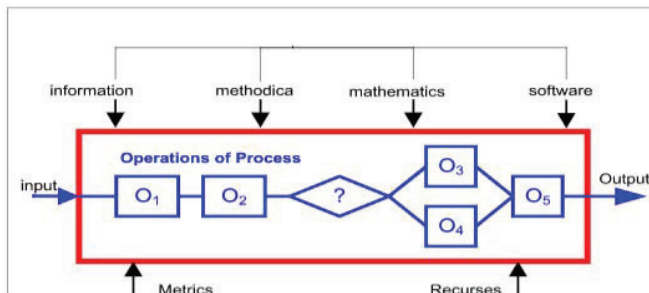 information methodica mathematics software
Operations of Process
input O₁ O₂ ? O₃ O₄ O₅ Output
Metrics Recurses